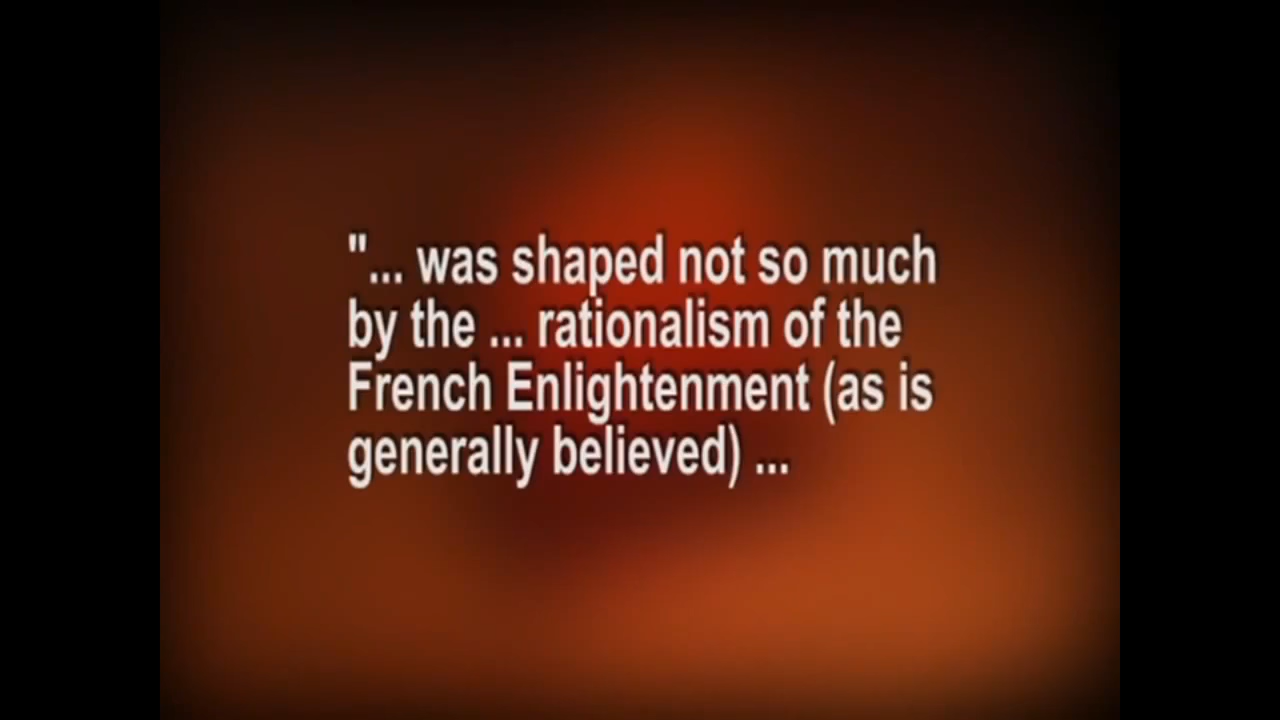 "... was shaped not so much
by the ... rationalism of the
French Enlightenment (as is
generally believed) ...